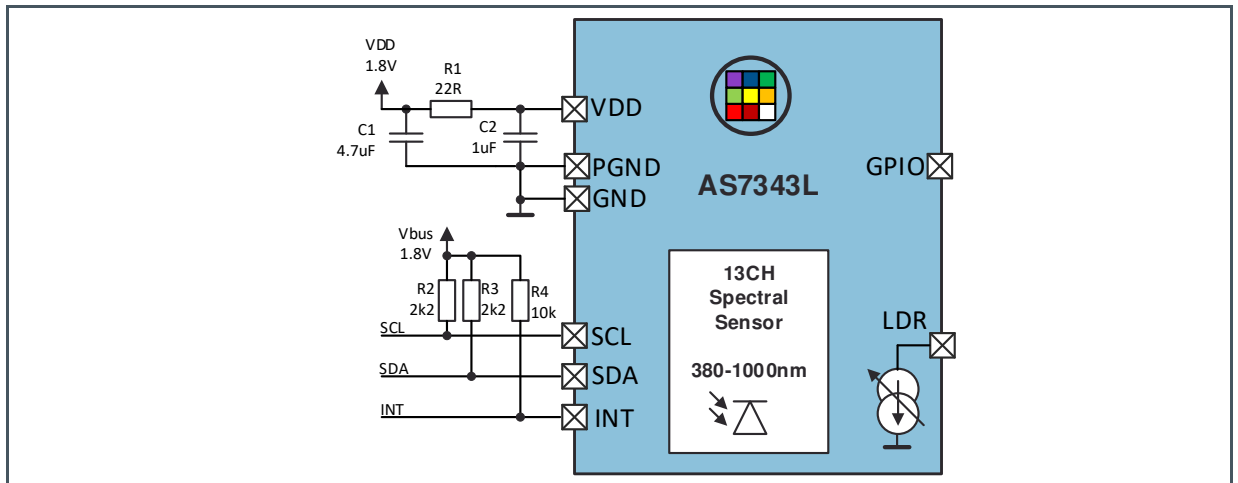 VDD
1.8V
R1
22R
C1
4.7uF
C2
1uF
VDD
PGND
GND
AS7343L
GPIO
Vbus
1.8V
R2
2k2
R3
2k2
R4
10k
SCL
SDA
INT
SCL
SDA
INT
13CH
Spectral
Sensor
380-1000nm
LDR